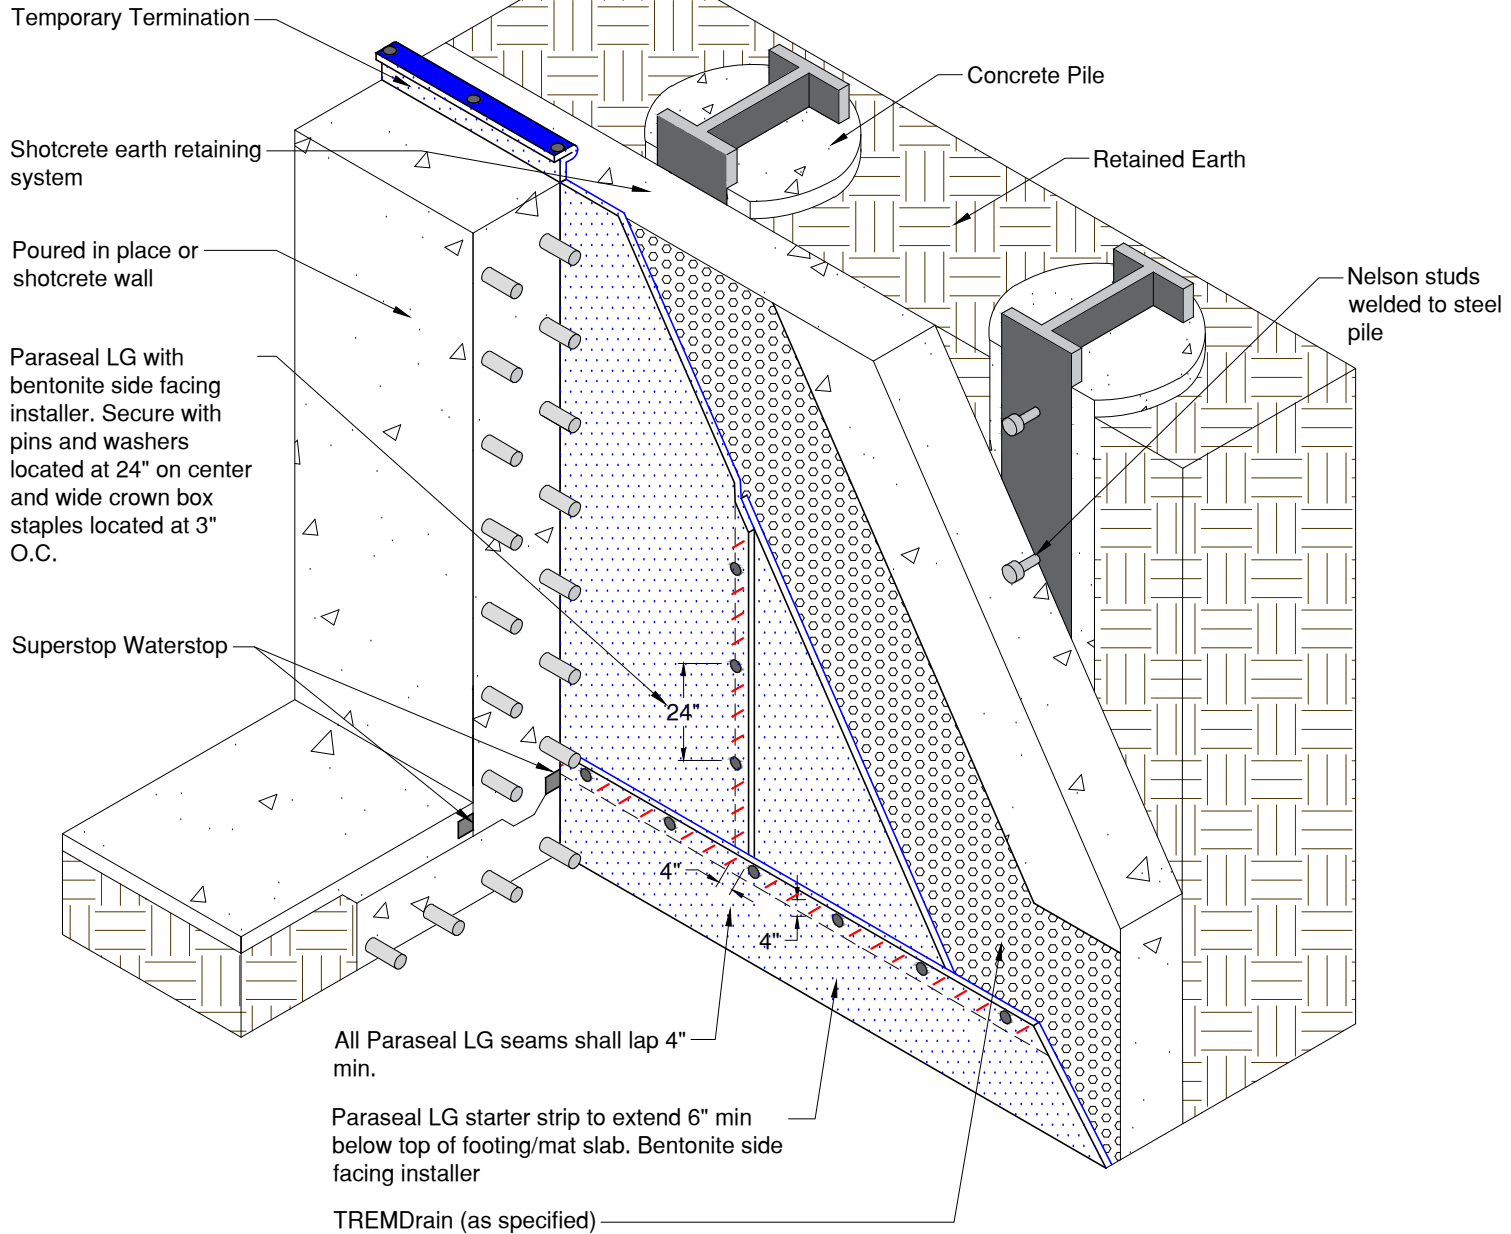 Temporary Termination
Concrete Pile
Shotcrete earth retaining
system
Retained Earth
Poured in place or
shotcrete wall
Nelson studs
welded to steel
pile
Paraseal LG with
bentonite side facing
installer. Secure with
pins and washers
located at 24" on center
and wide crown box
staples located at 3"
O.C.
Superstop Waterstop
24"
4"
4"
All Paraseal LG seams shall lap 4"
min.
Paraseal LG starter strip to extend 6" min
below top of footing/mat slab. Bentonite side
facing installer
TREMDrain (as specified)